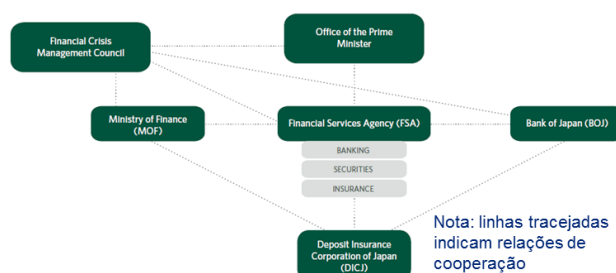 Financial Crisis
Management Council
Office of the Prime
Minister
Ministry of Finance
(MOF)
Financial Services Agency (FSA)
Bank of Japan (BOJ)
BANKING
SECURITIES
INSURANCE
Deposit Insurance
Corporation of Japan
(DICJ)
Nota: linhas tracejadas
indicam relações de
cooperação